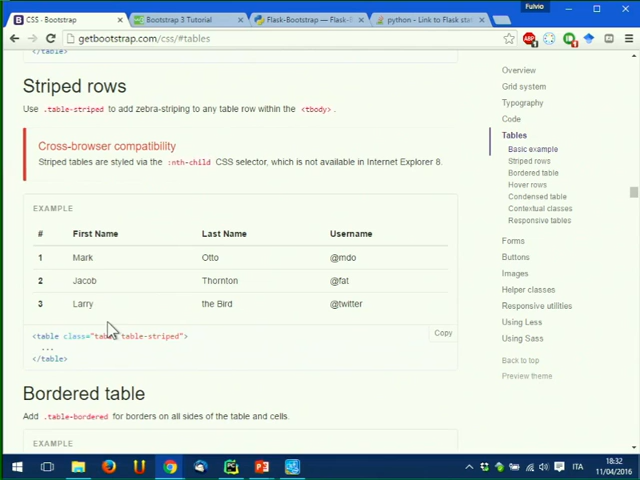 Fulvio
CSS · Bootstrap
Bootstrap 3 Tutorial
Flask-Bootstrap — Flask-
python - Link to Flask sta
getbootstrap.com/css/#tables
</table>
Striped rows
Use .table-striped to add zebra-striping to any table row within the <tbody>.
Cross-browser compatibility
Striped tables are styled via the :nth-child CSS selector, which is not available in Internet Explorer 8.
EXAMPLE
# First Name Last Name Username
1 Mark Otto @mdo
2 Jacob Thornton @fat
3 Larry the Bird @twitter
Copy
<table class="table table-striped">
...
</table>
Bordered table
Add .table-bordered for borders on all sides of the table and cells.
EXAMPLE
Overview
Grid system
Typography
Code
Tables
Basic example
Striped rows
Bordered table
Hover rows
Condensed table
Contextual classes
Responsive tables
Forms
Buttons
Images
Helper classes
Responsive utilities
Using Less
Using Sass
Back to top
Preview theme
ITA
18:32
11/04/2016